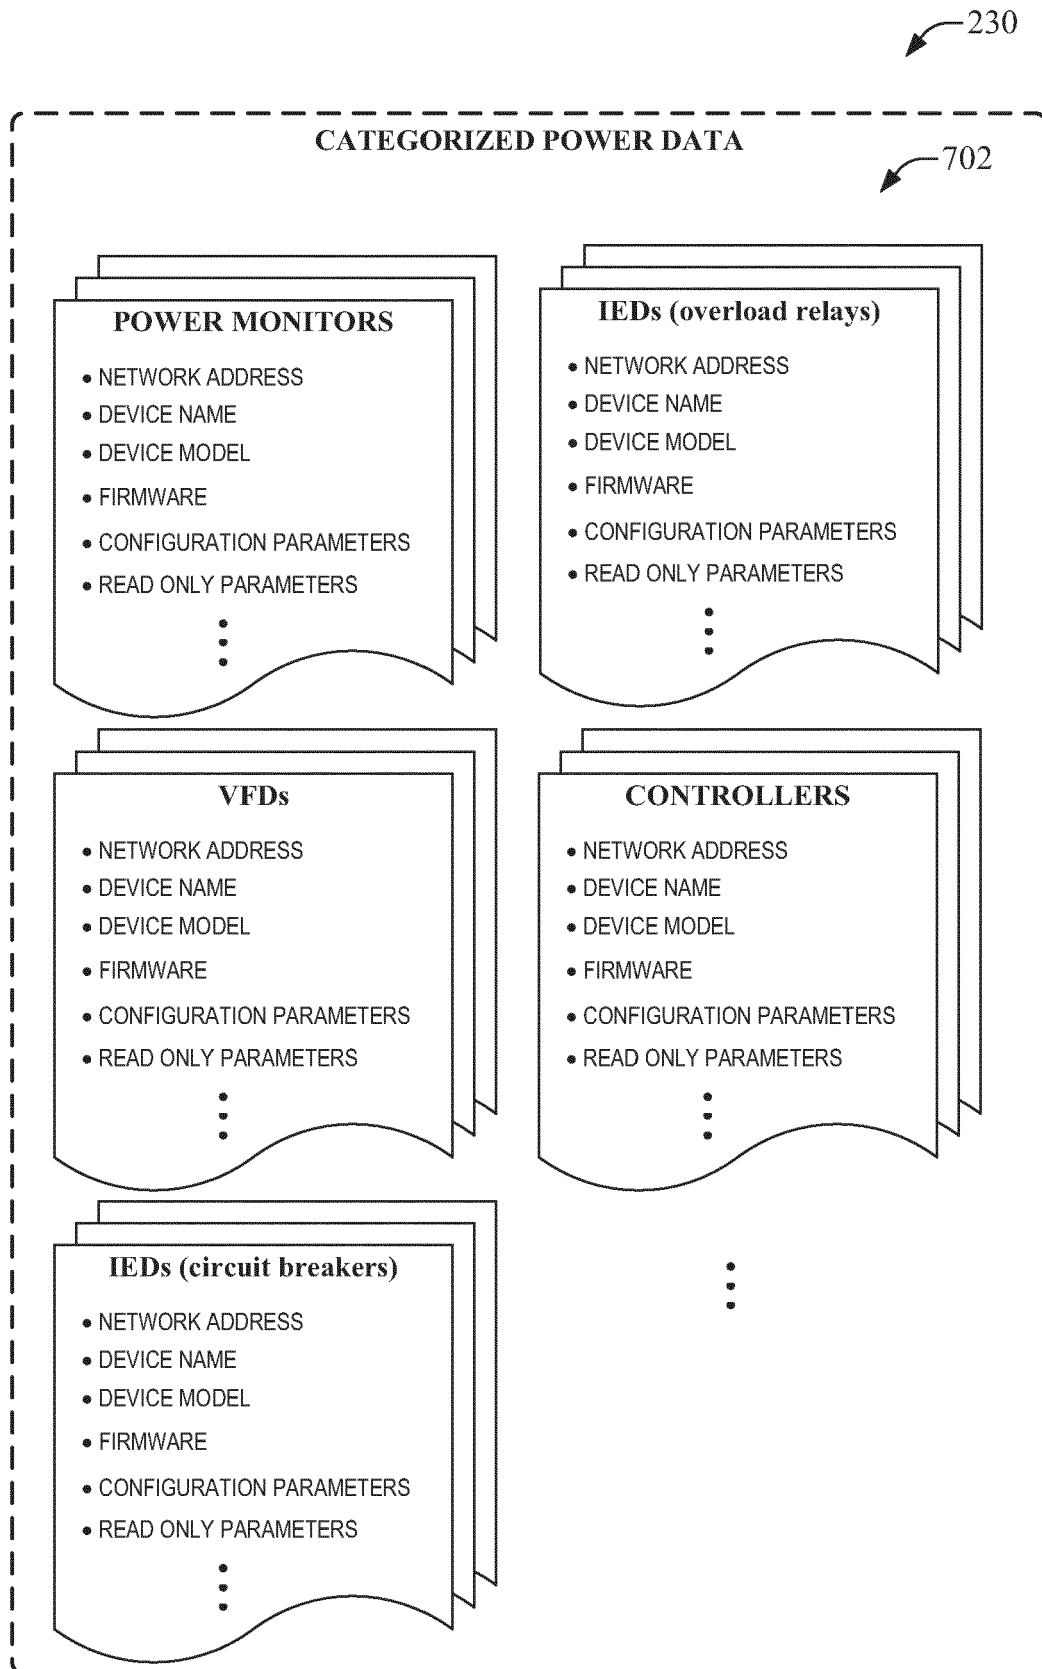 230
CATEGORIZED POWER DATA
702
POWER MONITORS
• NETWORK ADDRESS
• DEVICE NAME
• DEVICE MODEL
• FIRMWARE
• CONFIGURATION PARAMETERS
• READ ONLY PARAMETERS
IEDs (overload relays)
• NETWORK ADDRESS
• DEVICE NAME
• DEVICE MODEL
• FIRMWARE
• CONFIGURATION PARAMETERS
• READ ONLY PARAMETERS
VFDs
• NETWORK ADDRESS
• DEVICE NAME
• DEVICE MODEL
• FIRMWARE
• CONFIGURATION PARAMETERS
• READ ONLY PARAMETERS
CONTROLLERS
• NETWORK ADDRESS
• DEVICE NAME
• DEVICE MODEL
• FIRMWARE
• CONFIGURATION PARAMETERS
• READ ONLY PARAMETERS
IEDs (circuit breakers)
• NETWORK ADDRESS
• DEVICE NAME
• DEVICE MODEL
• FIRMWARE
• CONFIGURATION PARAMETERS
• READ ONLY PARAMETERS